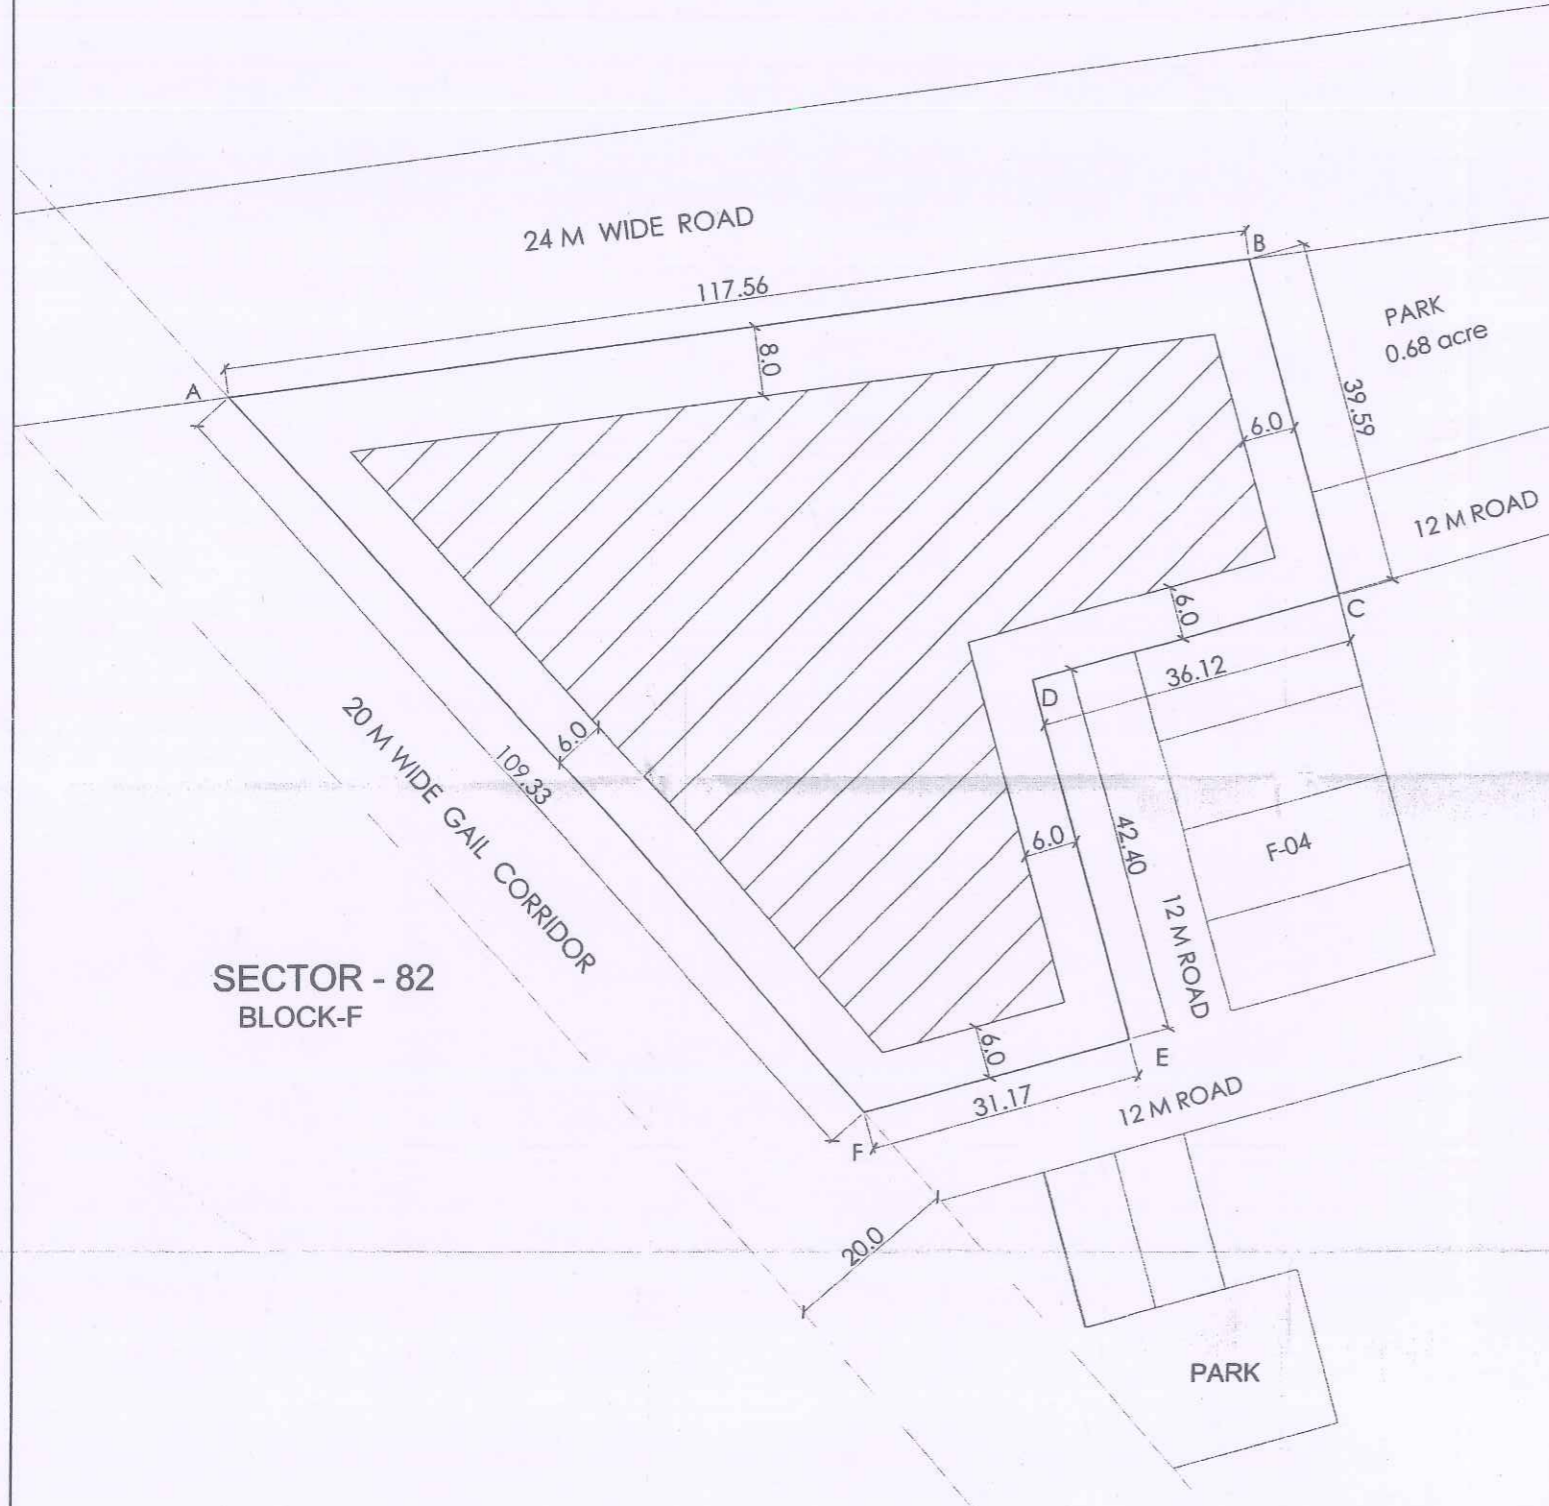 24 M WIDE ROAD
B
117.56
PARK
0.68 acre
8.0
A
39.59
6.0
12 M ROAD
6.0
C
36.12
D
20 M WIDE GAIL CORRIDOR
6.0
109.33
6.0
42.40
F-04
12 M ROAD
SECTOR - 82
BLOCK-F
6.0
E
31.17
12 M ROAD
F
20.0
PARK